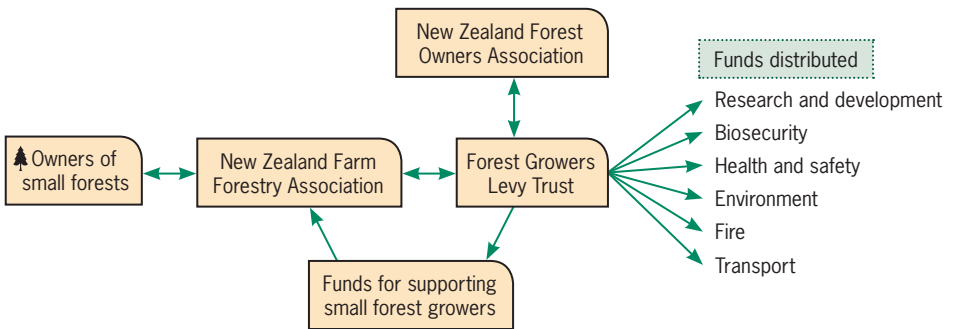 New Zealand Forest
Owners Association
Funds distributed
Research and development
Biosecurity
Health and safety
Environment
Fire
Transport
Owners of
small forests
New Zealand Farm
Forestry Association
Forest Growers
Levy Trust
Funds for supporting
small forest growers